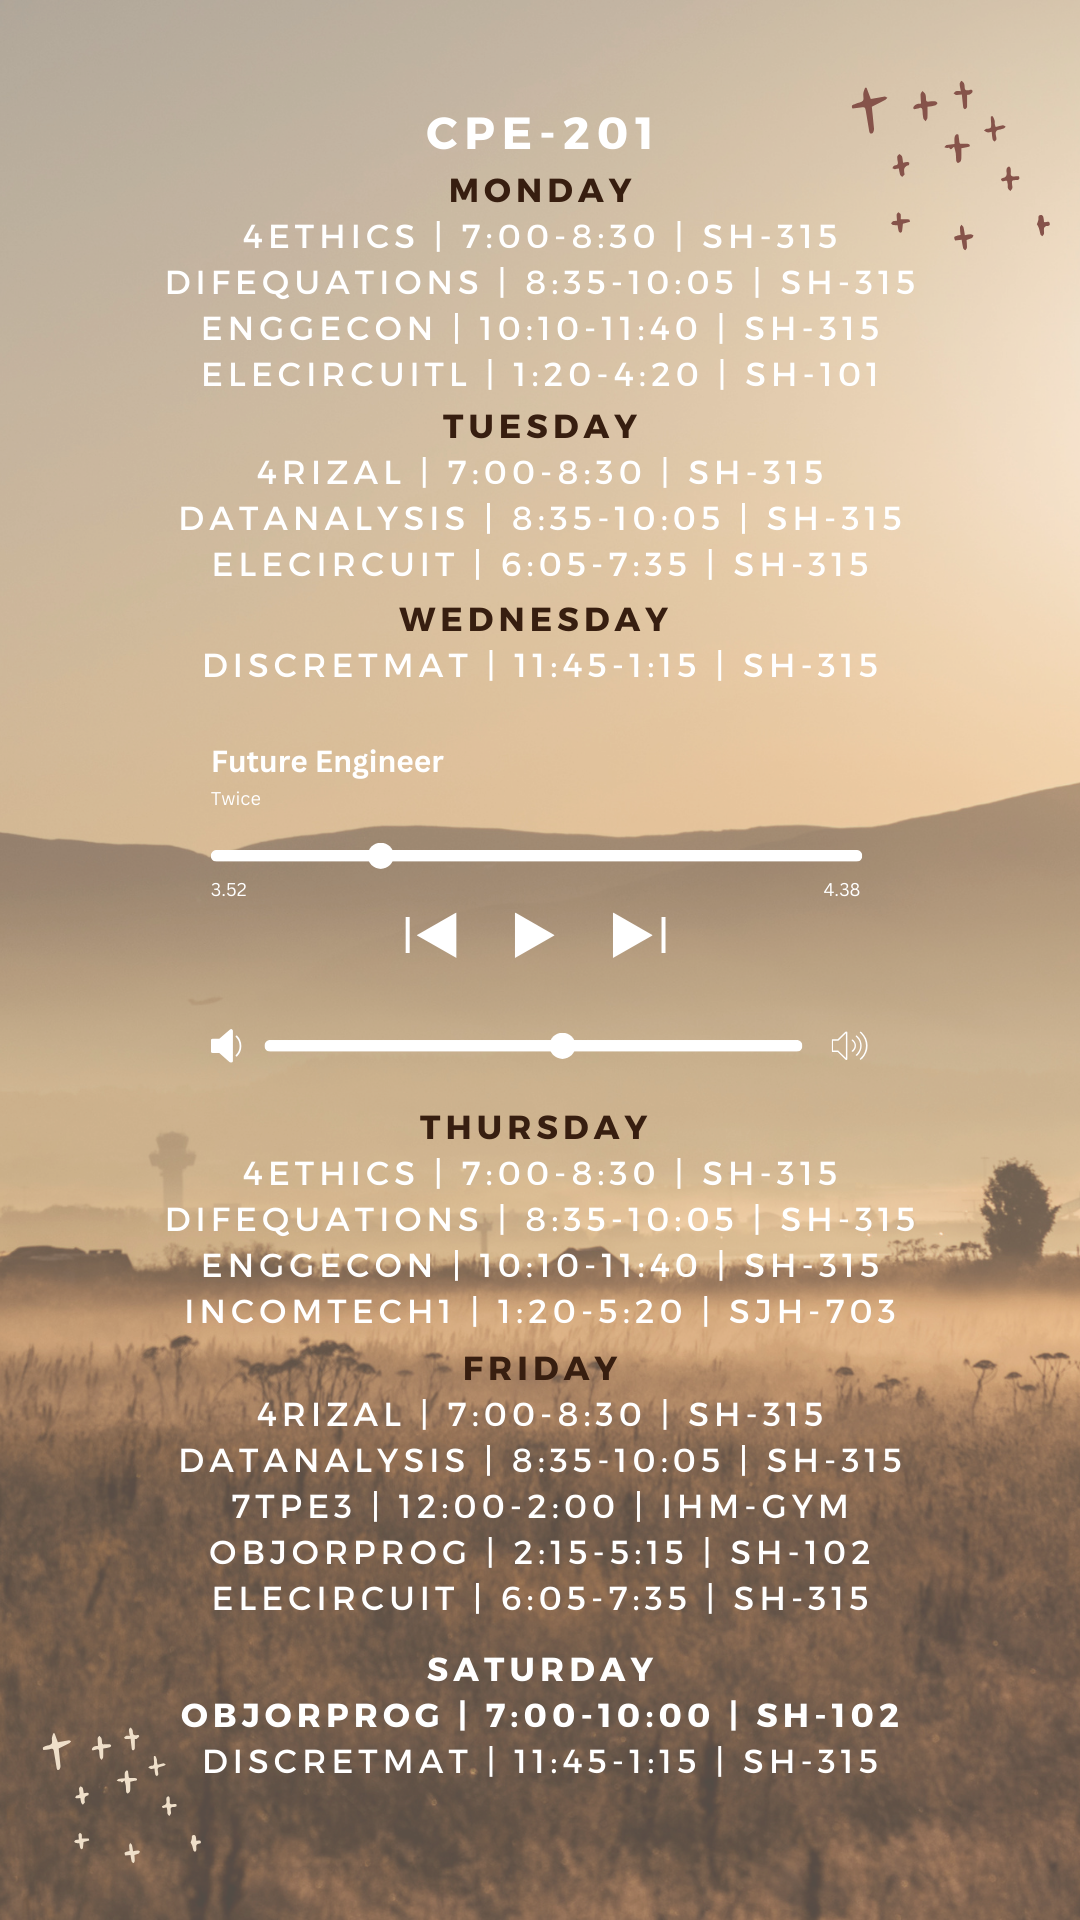 CPE-201
MONDAY
4ETHICS | 7:00-8:30 | SH-315
DIFEQUATIONS | 8:35-10:05 | SH-315
ENGGECON | 10:10-11:40 | SH-315
ELECIRCUITL | 1:20-4:20 | SH-101
TUESDAY
4RIZAL | 7:00-8:30 | SH-315
DATANALYSIS | 8:35-10:05 | SH-315
ELECIRCUIT | 6:05-7:35 | SH-315
WEDNESDAY
DISCRETMAT | 11:45-1:15 | SH-315
Future Engineer
Twice
3.52 4.38
THURSDAY
4ETHICS | 7:00-8:30 | SH-315
DIFEQUATIONS | 8:35-10:05 | SH-315
ENGGECON | 10:10-11:40 | SH-315
INCOMTECH1 | 1:20-5:20 | SJH-703
FRIDAY
4RIZAL | 7:00-8:30 | SH-315
DATANALYSIS | 8:35-10:05 | SH-315
7TPE3 | 12:00-2:00 | IHM-GYM
OBJORPROG | 2:15-5:15 | SH-102
ELECIRCUIT | 6:05-7:35 | SH-315
SATURDAY
OBJORPROG | 7:00-10:00 | SH-102
DISCRETMAT | 11:45-1:15 | SH-315